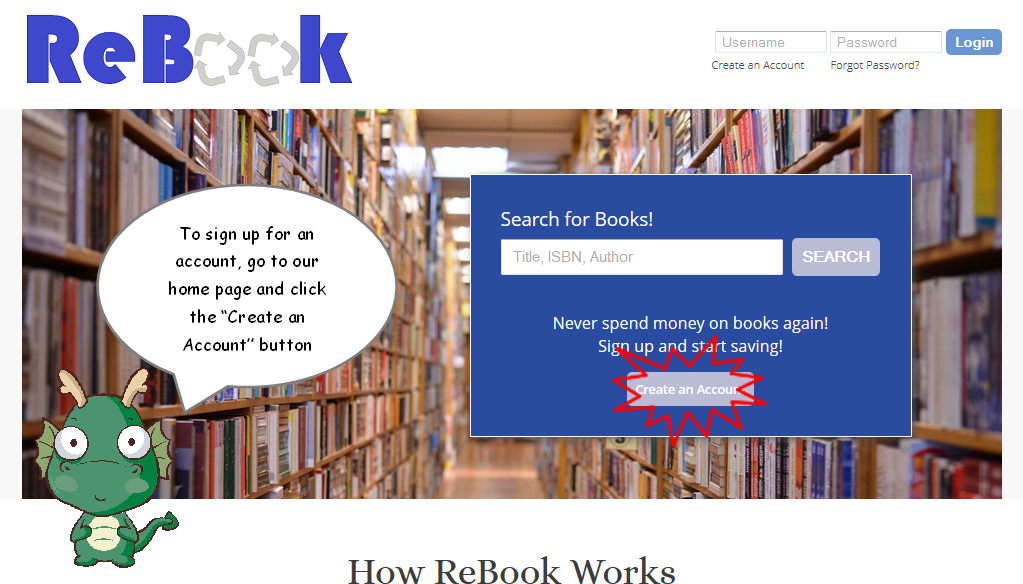 ReBook
Username
Password
Login
Create an Account
Forgot Password?
To sign up for an
account, go to our
home page and click
the “Create an
Account” button
Search for Books!
Title, ISBN, Author
SEARCH
Never spend money on books again!
Sign up and start saving!
Create an Accoun
How ReBook Works